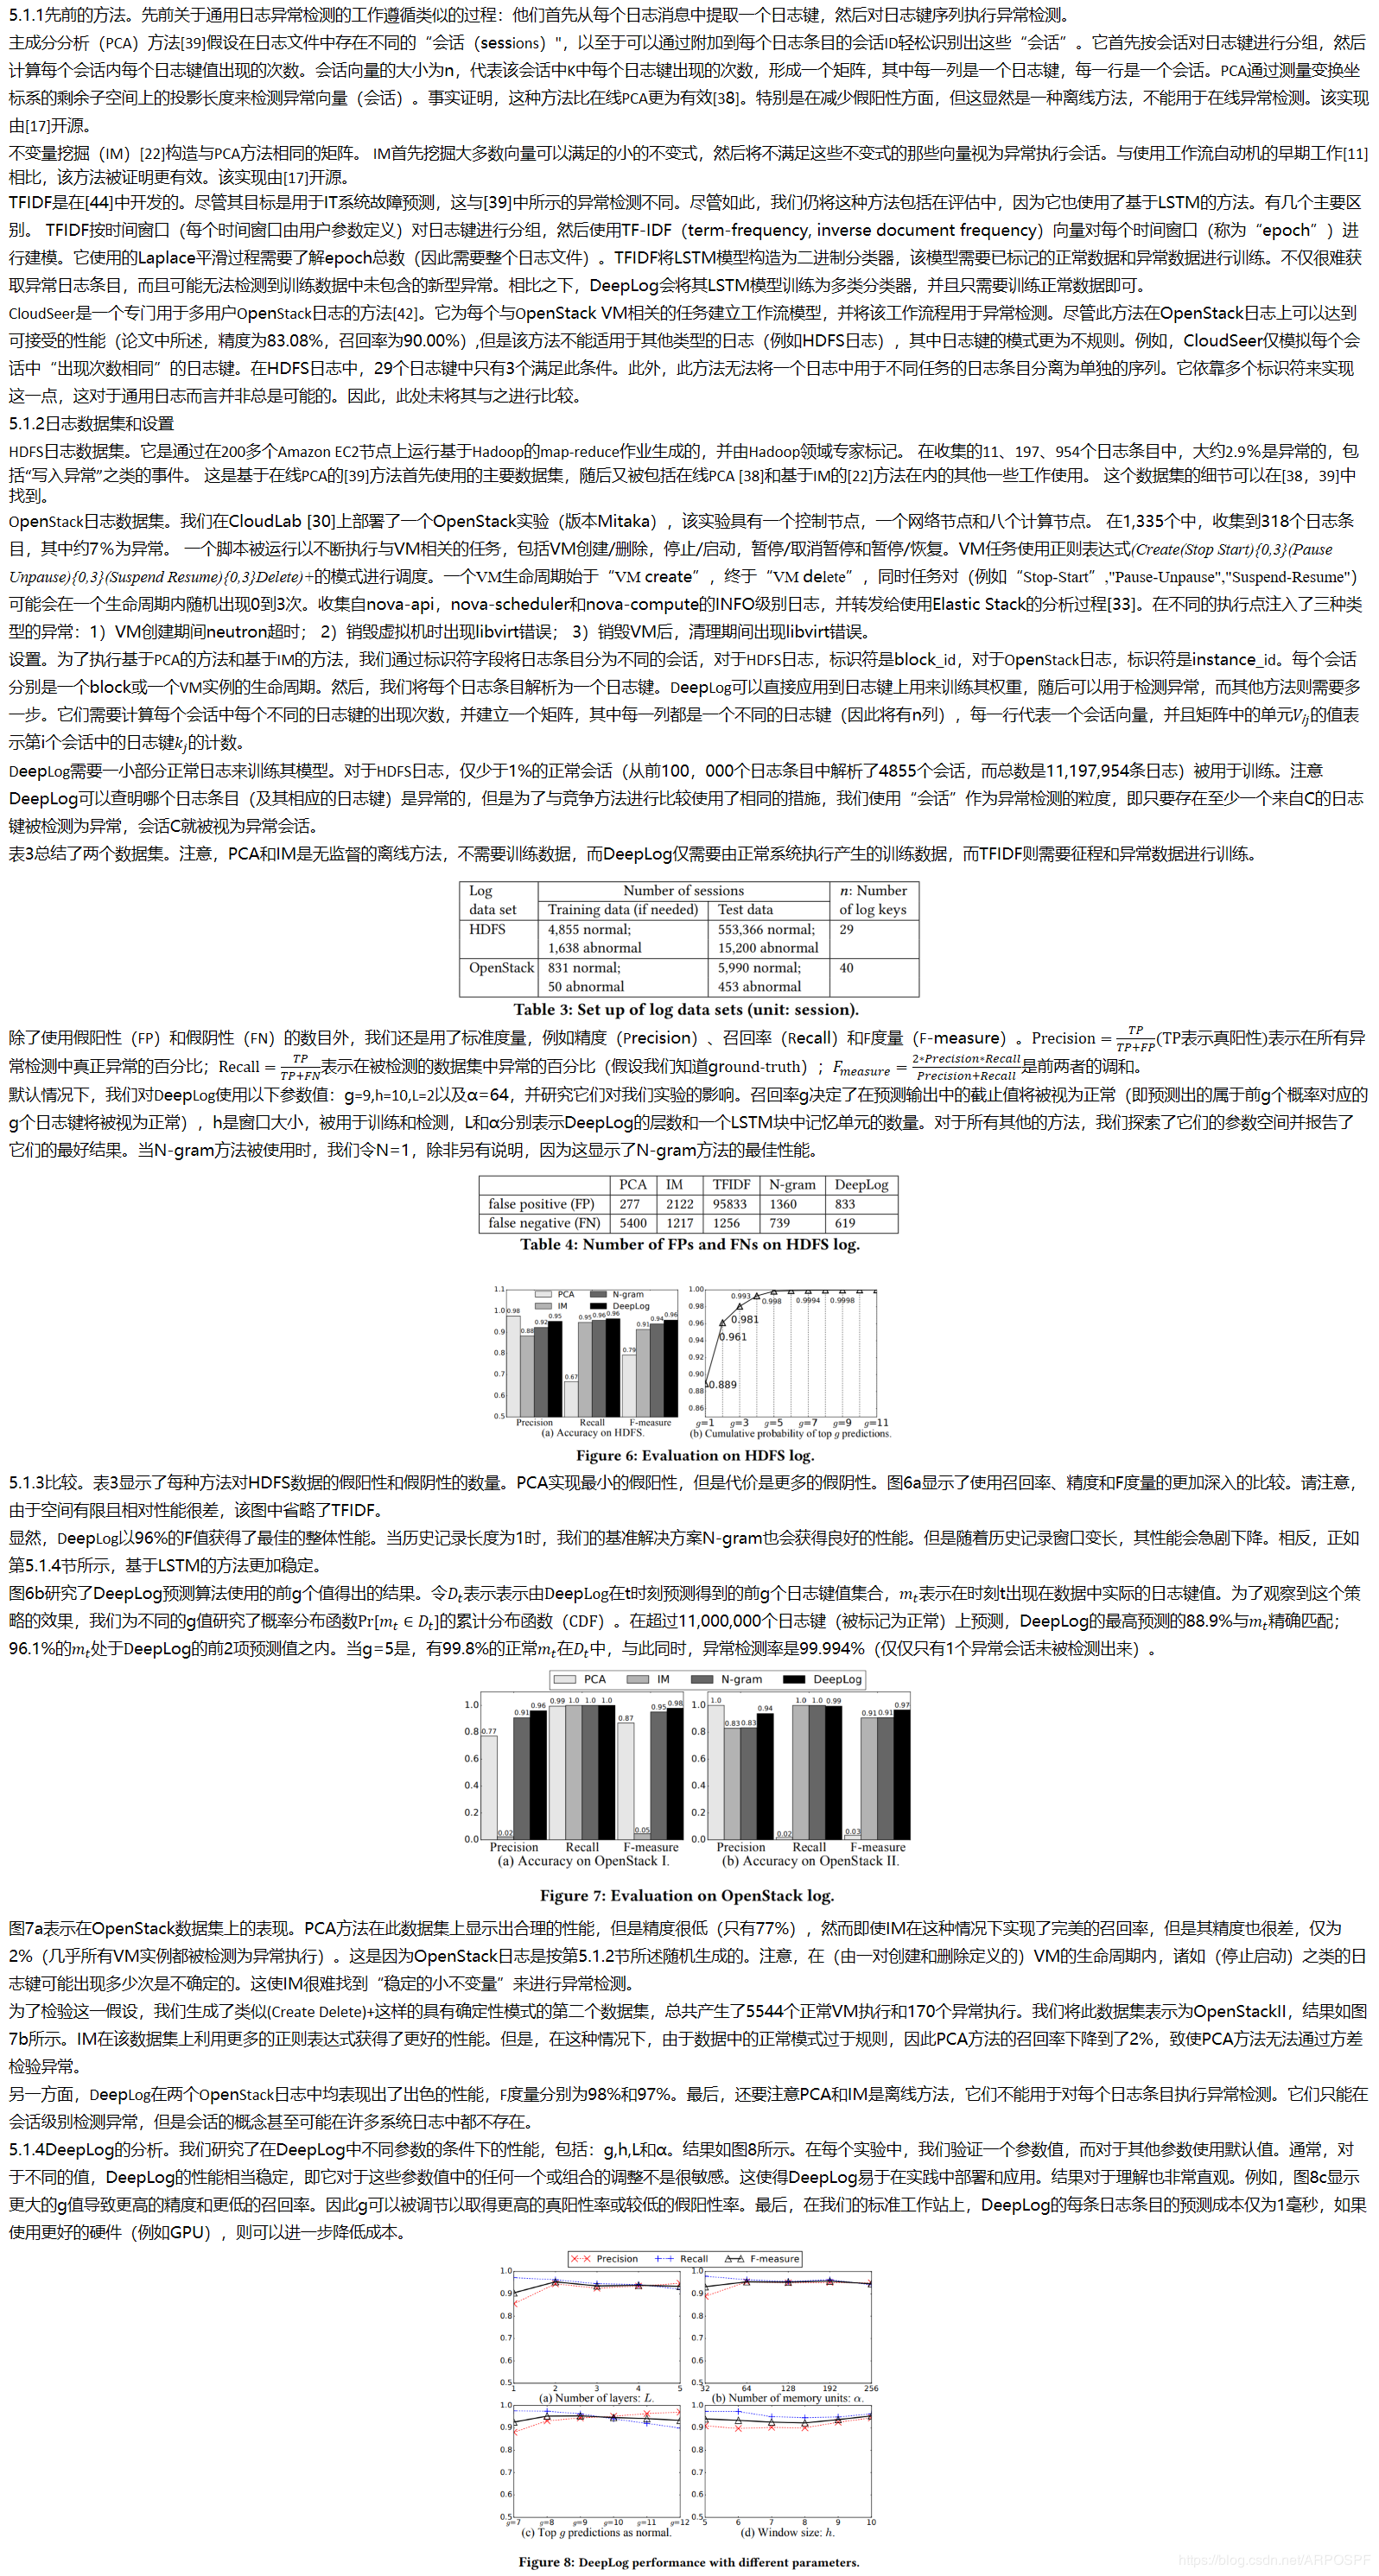 5.1.1先前的方法。先前关于通用日志异常检测的工作遵循类似的过程：他们首先从每个日志消息中提取一个日志键，然后对日志键序列执行异常检测。
主成分分析（PCA）方法[39]假设在日志文件中存在不同的“会话（sessions）"，以至于可以通过附加到每个日志条目的会话ID轻松识别出这些“会话”。它首先按会话对日志键进行分组，然后
计算每个会话内每个日志键值出现的次数。会话向量的大小为n，代表该会话中K中每个日志键出现的次数，形成一个矩阵，其中每一列是一个日志键，每一行是一个会话。PCA通过测量变换坐
标系的剩余子空间上的投影长度来检测异常向量（会话）。事实证明，这种方法比在线PCA更为有效[38]。特别是在减少假阳性方面，但这显然是一种离线方法，不能用于在线异常检测。该实现
由[17]开源。
不变量挖掘（IM）[22]构造与PCA方法相同的矩阵。 IM首先挖掘大多数向量可以满足的小的不变式，然后将不满足这些不变式的那些向量视为异常执行会话。与使用工作流自动机的早期工作[11]
相比，该方法被证明更有效。该实现由[17]开源。
TFIDF是在[44]中开发的。尽管其目标是用于IT系统故障预测，这与[39]中所示的异常检测不同。尽管如此，我们仍将这种方法包括在评估中，因为它也使用了基于LSTM的方法。有几个主要区
别。 TFIDF按时间窗口（每个时间窗口由用户参数定义）对日志键进行分组，然后使用TF-IDF（term-frequency, inverse document frequency）向量对每个时间窗口（称为“epoch”）进
行建模。它使用的Laplace平滑过程需要了解epoch总数（因此需要整个日志文件）。TFIDF将LSTM模型构造为二进制分类器，该模型需要已标记的正常数据和异常数据进行训练。不仅很难获
取异常日志条目，而且可能无法检测到训练数据中未包含的新型异常。相比之下，DeepLog会将其LSTM模型训练为多类分类器，并且只需要训练正常数据即可。
CloudSeer是一个专门用于多用户OpenStack日志的方法[42]。它为每个与OpenStack VM相关的任务建立工作流模型，并将该工作流程用于异常检测。尽管此方法在OpenStack日志上可以达到
可接受的性能（论文中所述，精度为83.08%，召回率为90.00%）,但是该方法不能适用于其他类型的日志（例如HDFS日志），其中日志键的模式更为不规则。例如，CloudSeer仅模拟每个会
话中“出现次数相同”的日志键。在HDFS日志中，29个日志键中只有3个满足此条件。此外，此方法无法将一个日志中用于不同任务的日志条目分离为单独的序列。它依靠多个标识符来实现
这一点，这对于通用日志而言并非总是可能的。因此，此处未将其与之进行比较。
5.1.2日志数据集和设置
HDFS日志数据集。它是通过在200多个Amazon EC2节点上运行基于Hadoop的map-reduce作业生成的，并由Hadoop领域专家标记。 在收集的11、197、954个日志条目中，大约2.9％是异常的，包
括“写入异常”之类的事件。 这是基于在线PCA的[39]方法首先使用的主要数据集，随后又被包括在线PCA [38]和基于IM的[22]方法在内的其他一些工作使用。 这个数据集的细节可以在[38，39]中
找到。
OpenStack日志数据集。我们在CloudLab [30]上部署了一个OpenStack实验（版本Mitaka），该实验具有一个控制节点，一个网络节点和八个计算节点。 在1,335个中，收集到318个日志条
目，其中约7％为异常。 一个脚本被运行以不断执行与VM相关的任务，包括VM创建/删除，停止/启动，暂停/取消暂停和暂停/恢复。VM任务使用正则表达式(Create(Stop Start){0,3}(Pause
Unpause){0,3}(Suspend Resume){0,3}Delete)+的模式进行调度。一个VM生命周期始于“VM create”，终于“VM delete”，同时任务对（例如“Stop-Start”,"Pause-Unpause","Suspend-Resume"）
可能会在一个生命周期内随机出现0到3次。收集自nova-api，nova-scheduler和nova-compute的INFO级别日志，并转发给使用Elastic Stack的分析过程[33]。在不同的执行点注入了三种类
型的异常：1）VM创建期间neutron超时； 2）销毁虚拟机时出现libvirt错误； 3）销毁VM后，清理期间出现libvirt错误。
设置。为了执行基于PCA的方法和基于IM的方法，我们通过标识符字段将日志条目分为不同的会话，对于HDFS日志，标识符是block_id，对于OpenStack日志，标识符是instance_id。每个会话
分别是一个block或一个VM实例的生命周期。然后，我们将每个日志条目解析为一个日志键。DeepLog可以直接应用到日志键上用来训练其权重，随后可以用于检测异常，而其他方法则需要多
一步。它们需要计算每个会话中每个不同的日志键的出现次数，并建立一个矩阵，其中每一列都是一个不同的日志键（因此将有n列），每一行代表一个会话向量，并且矩阵中的单元V_ij的值表
示第i个会话中的日志键k_j的计数。
DeepLog需要一小部分正常日志来训练其模型。对于HDFS日志，仅少于1%的正常会话（从前100，000个日志条目中解析了4855个会话，而总数是11,197,954条日志）被用于训练。注意
DeepLog可以查明哪个日志条目（及其相应的日志键）是异常的，但是为了与竞争方法进行比较使用了相同的措施，我们使用“会话”作为异常检测的粒度，即只要存在至少一个来自C的日志
键被检测为异常，会话C就被视为异常会话。
表3总结了两个数据集。注意，PCA和IM是无监督的离线方法，不需要训练数据，而DeepLog仅需要由正常系统执行产生的训练数据，而TFIDF则需要征程和异常数据进行训练。
Log Number of sessions n: Number
data set Training data (if needed) Test data of log keys
HDFS 4,855 normal; 553,366 normal; 29
1,638 abnormal 15,200 abnormal
OpenStack 831 normal; 5,990 normal; 40
50 abnormal 453 abnormal
Table 3: Set up of log data sets (unit: session).
除了使用假阳性（FP）和假阴性（FN）的数目外，我们还是用了标准度量，例如精度（Precision）、召回率（Recall）和F度量（F-measure）。Precision = TP/(TP+FP)(TP表示真阳性)表示在所有异
常检测中真正异常的百分比；Recall = TP/(TP+FN)表示在被检测的数据集中异常的百分比（假设我们知道ground-truth）；F_measure = 2*Precision*Recall/(Precision+Recall)是前两者的调和。
默认情况下，我们对DeepLog使用以下参数值：g=9,h=10,L=2以及α=64，并研究它们对我们实验的影响。召回率g决定了在预测输出中的截止值将被视为正常（即预测出的属于前g个概率对应的
g个日志键将被视为正常），h是窗口大小，被用于训练和检测，L和α分别表示DeepLog的层数和一个LSTM块中记忆单元的数量。对于所有其他的方法，我们探索了它们的参数空间并报告了
它们的最好结果。当N-gram方法被使用时，我们令N=1，除非另有说明，因为这显示了N-gram方法的最佳性能。
PCA IM TFIDF N-gram DeepLog
false positive (FP) 277 2122 95833 1360 833
false negative (FN) 5400 1217 1256 739 619
Table 4: Number of FPs and FNs on HDFS log.
PCA N-gram
IM DeepLog
1.1 1.0 0.9 0.8 0.7 0.6 0.5
0.98 0.88 0.92 0.95 0.67 0.95 0.96 0.96 0.79 0.91 0.94 0.96
Precision Recall F-measure
(a) Accuracy on HDFS.
1.00 0.98 0.96 0.94 0.92 0.90 0.88 0.86
0.889 0.961 0.981 0.993 0.998 0.9994 0.9998
g=1 g=3 g=5 g=7 g=9 g=11
(b) Cumulative probability of top g predictions.
Figure 6: Evaluation on HDFS log.
5.1.3比较。表3显示了每种方法对HDFS数据的假阳性和假阴性的数量。PCA实现最小的假阳性，但是代价是更多的假阴性。图6a显示了使用召回率、精度和F度量的更加深入的比较。请注意，
由于空间有限且相对性能很差，该图中省略了TFIDF。
显然，DeepLog以96%的F值获得了最佳的整体性能。当历史记录长度为1时，我们的基准解决方案N-gram也会获得良好的性能。但是随着历史记录窗口变长，其性能会急剧下降。相反，正如
第5.1.4节所示，基于LSTM的方法更加稳定。
图6b研究了DeepLog预测算法使用的前g个值得出的结果。令D_t表示表示由DeepLog在t时刻预测得到的前g个日志键值集合，m_t表示在时刻t出现在数据中实际的日志键值。为了观察到这个策
略的效果，我们为不同的g值研究了概率分布函数Pr[m_t ∈ D_t]的累计分布函数（CDF）。在超过11,000,000个日志键（被标记为正常）上预测，DeepLog的最高预测的88.9%与m_t精确匹配；
96.1%的m_t处于DeepLog的前2项预测值之内。当g=5是，有99.8%的正常m_t在D_t中，与此同时，异常检测率是99.994%（仅仅只有1个异常会话未被检测出来）。
PCA IM N-gram DeepLog
1.0 0.8 0.6 0.4 0.2 0.0
0.77 0.02 0.91 0.96 0.99 1.0 1.0 1.0 0.87 0.05 0.95 0.98
Precision Recall F-measure
(a) Accuracy on OpenStack I.
1.0 0.8 0.6 0.4 0.2 0.0
1.0 0.83 0.83 0.94 0.02 1.0 1.0 0.99 0.03 0.91 0.91 0.97
Precision Recall F-measure
(b) Accuracy on OpenStack II.
Figure 7: Evaluation on OpenStack log.
图7a表示在OpenStack数据集上的表现。PCA方法在此数据集上显示出合理的性能，但是精度很低（只有77%），然而即使IM在这种情况下实现了完美的召回率，但是其精度也很差，仅为
2%（几乎所有VM实例都被检测为异常执行）。这是因为OpenStack日志是按第5.1.2节所述随机生成的。注意，在（由一对创建和删除定义的）VM的生命周期内，诸如（停止启动）之类的日
志键可能出现多少次是不确定的。这使IM很难找到“稳定的小不变量”来进行异常检测。
为了检验这一假设，我们生成了类似(Create Delete)+这样的具有确定性模式的第二个数据集，总共产生了5544个正常VM执行和170个异常执行。我们将此数据集表示为OpenStackII，结果如图
7b所示。IM在该数据集上利用更多的正则表达式获得了更好的性能。但是，在这种情况下，由于数据中的正常模式过于规则，因此PCA方法的召回率下降到了2%，致使PCA方法无法通过方差
检验异常。
另一方面，DeepLog在两个OpenStack日志中均表现出了出色的性能，F度量分别为98%和97%。最后，还要注意PCA和IM是离线方法，它们不能用于对每个日志条目执行异常检测。它们只能在
会话级别检测异常，但是会话的概念甚至可能在许多系统日志中都不存在。
5.1.4DeepLog的分析。我们研究了在DeepLog中不同参数的条件下的性能，包括：g,h,L和α。结果如图8所示。在每个实验中，我们验证一个参数值，而对于其他参数使用默认值。通常，对
于不同的值，DeepLog的性能相当稳定，即它对于这些参数值中的任何一个或组合的调整不是很敏感。这使得DeepLog易于在实践中部署和应用。结果对于理解也非常直观。例如，图8c显示
更大的g值导致更高的精度和更低的召回率。因此g可以被调节以取得更高的真阳性率或较低的假阳性率。最后，在我们的标准工作站上，DeepLog的每条日志条目的预测成本仅为1毫秒，如果
使用更好的硬件（例如GPU），则可以进一步降低成本。
Precision Recall F-measure
1.0 0.9 0.8 0.7 0.6 0.5
1 2 3 4 5
(a) Number of layers: L.
1.0 0.9 0.8 0.7 0.6 0.5
32 64 128 192 256
(b) Number of memory units: α.
1.0 0.9 0.8 0.7 0.6 0.5
g=7 g=8 g=9 g=10 g=11 g=12
(c) Top g predictions as normal.
1.0 0.9 0.8 0.7 0.6 0.5
5 6 7 8 9 10
(d) Window size: h.
Figure 8: DeepLog performance with different parameters.
https://blog.csdn.net/ARPOSPF